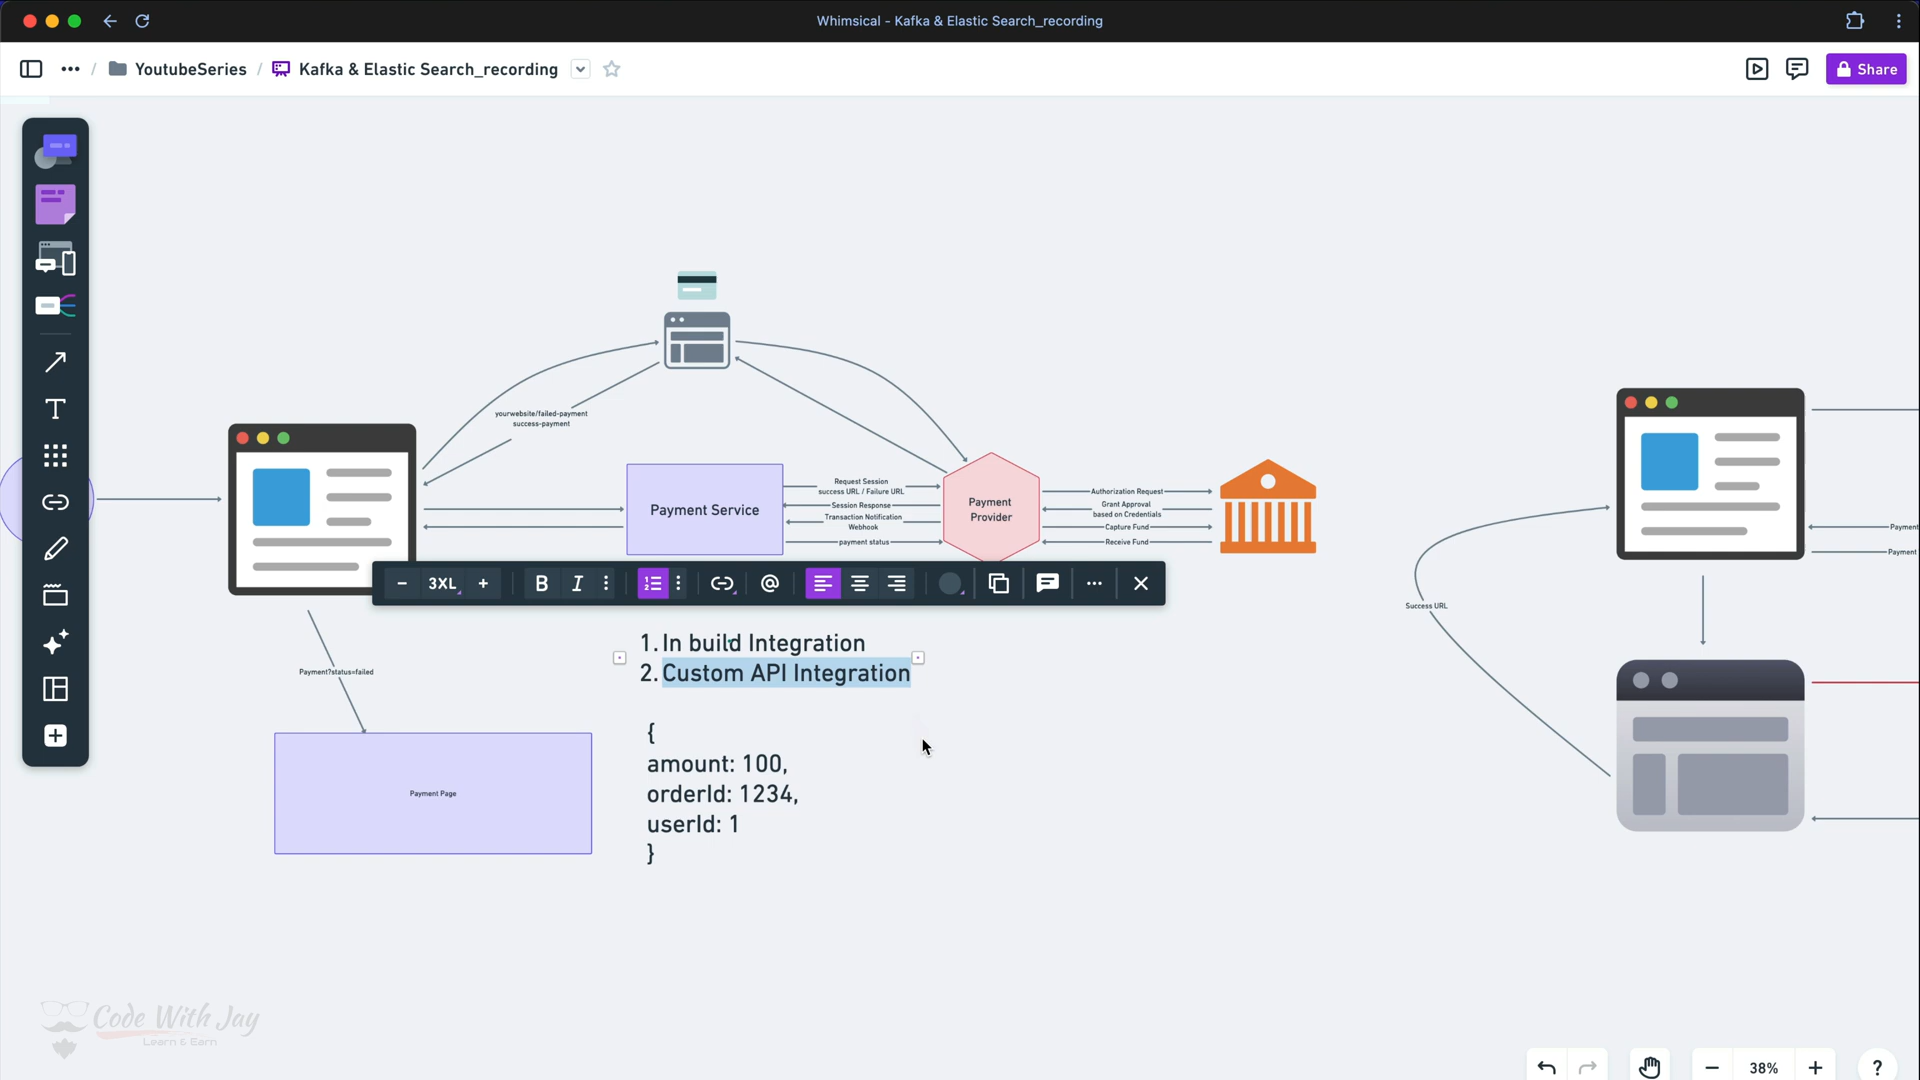 Whimsical - Kafka & Elastic Search_recording
YoutubeSeries / Kafka & Elastic Search_recording
Share
yourwebsite/failed-payment
success-payment
Payment Service
Request Session
success URL / Failure URL
Session Response
Transaction Notification
Webhook
payment status
Payment
Provider
Authorization Request
Grant Approval
based on Credentials
Capture Fund
Receive Fund
Payment
Payment
Success URL
3XL
B
I
@
1. In build Integration
2. Custom API Integration
Payment?status=failed
Payment Page
{
amount: 100,
orderId: 1234,
userId: 1
}
Code With Jay
Learn & Earn
38%
?